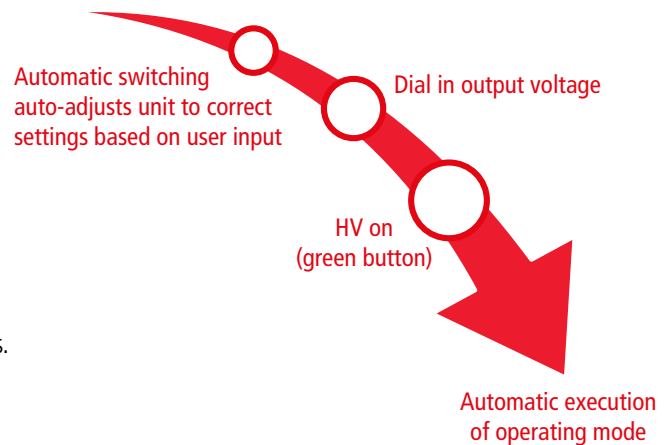 Automatic switching
auto-adjusts unit to correct
settings based on user input
Dial in output voltage
HV on
(green button)
Automatic execution
of operating mode